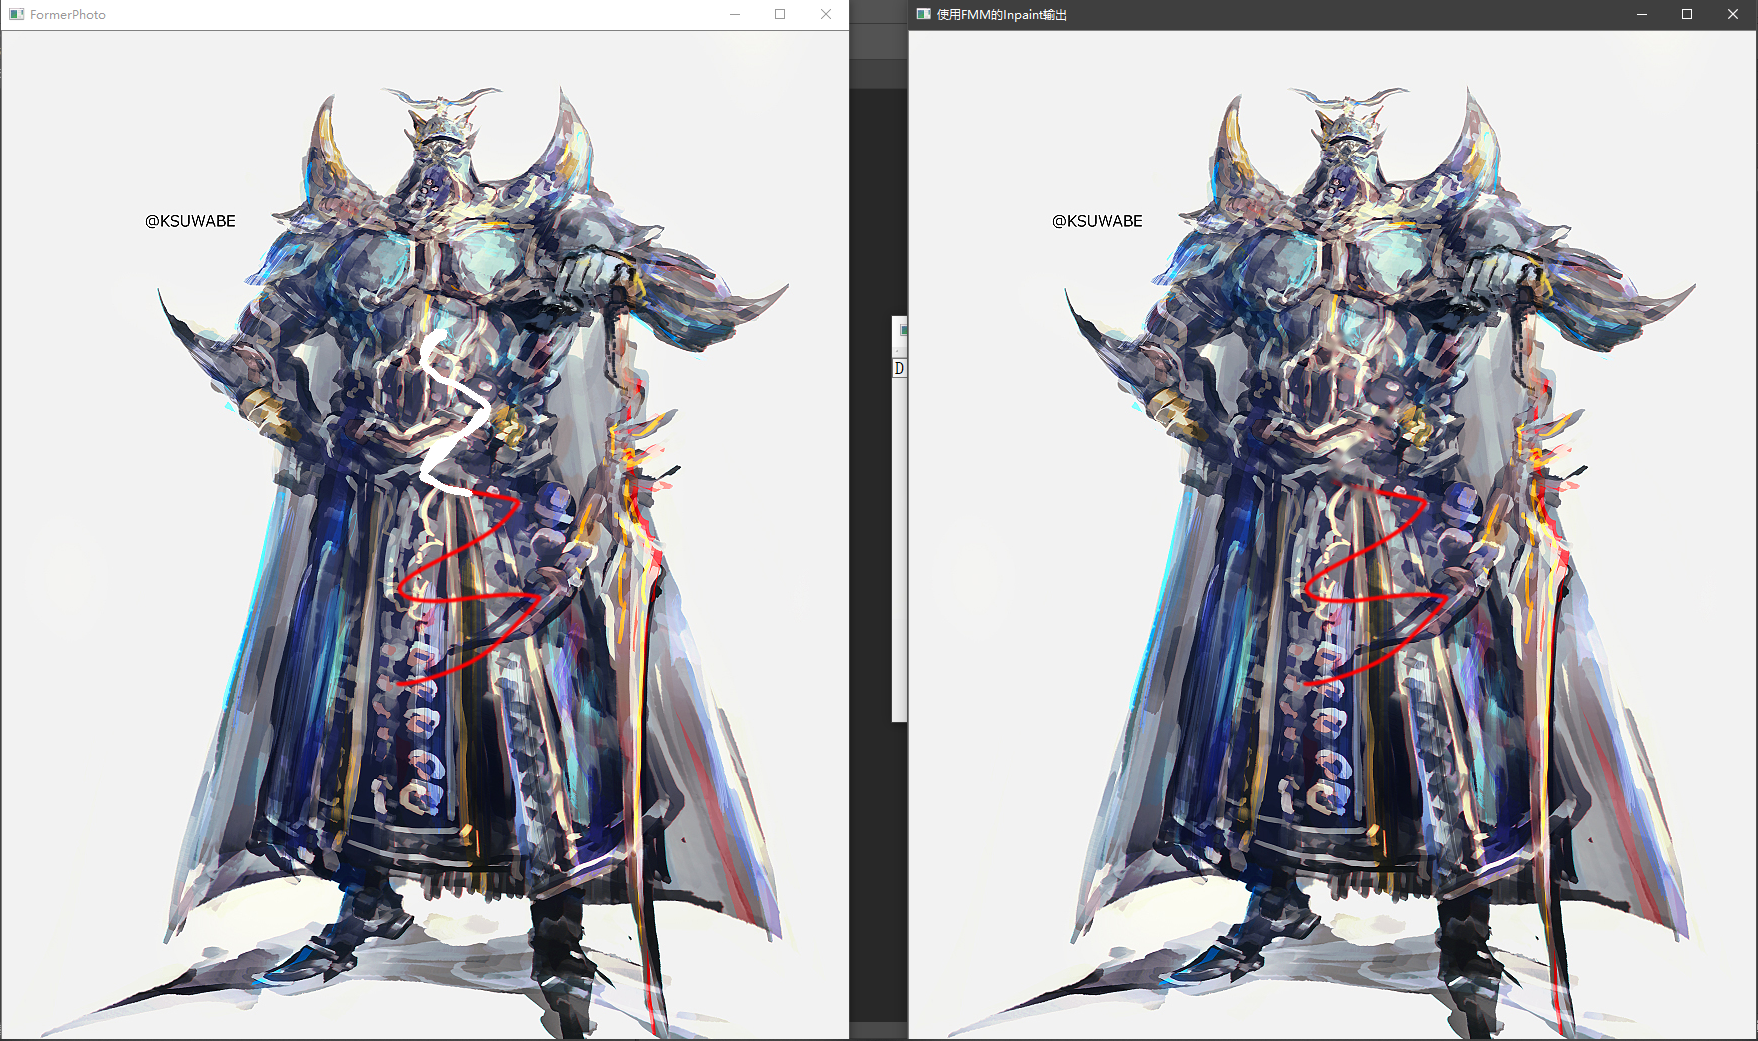 FormerPhoto
使用FMM的Inpaint输出
@KSUWABE
@KSUWABE
D